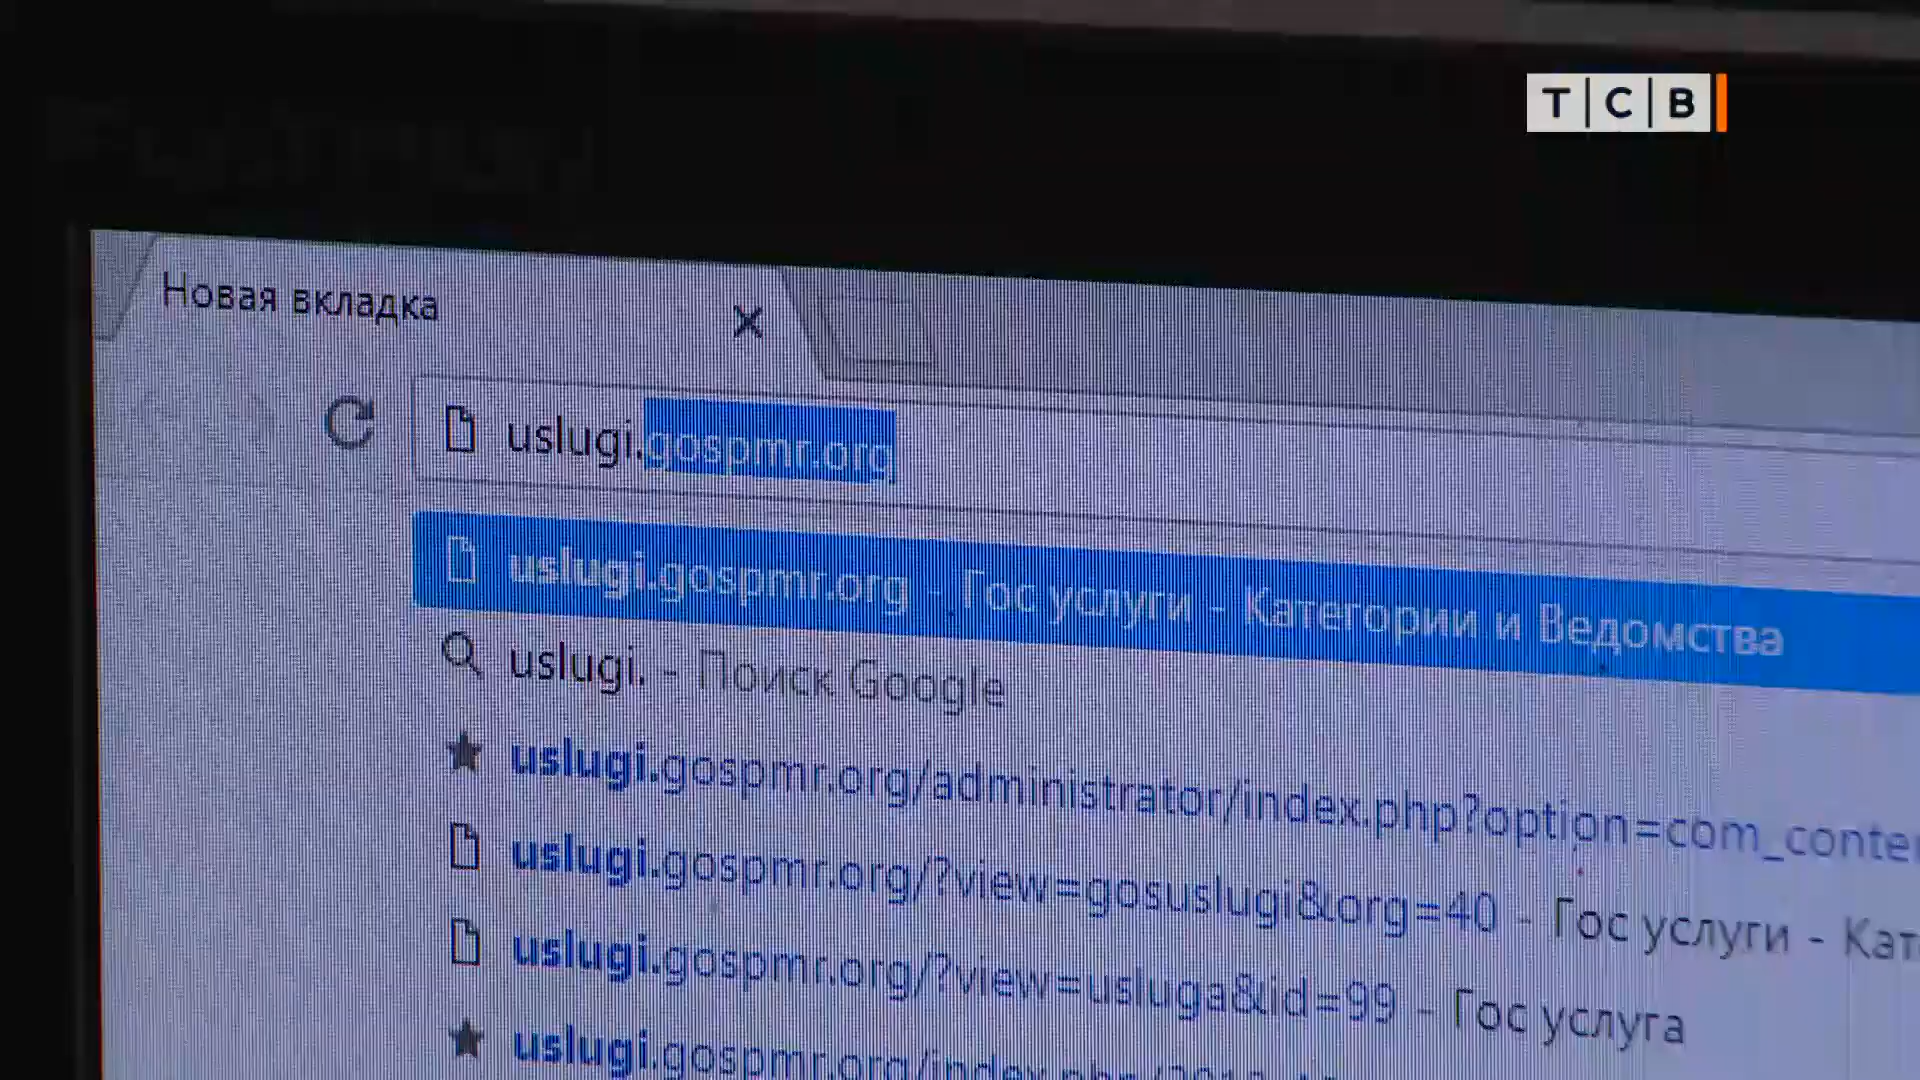 Т|С|В
Новая вкладка
uslugi.gospmr.org
uslugi.gospmr.org - Гос услуги - Категории и Ведомства
uslugi. - Поиск Google
uslugi.gospmr.org/administrator/index.php?option=com_conte
uslugi.gospmr.org/?view=gosuslugi&org=40 - Гос услуги - Кат
uslugi.gospmr.org/?view=usluga&id=99 - Гос услуга
uslugi.gospmr.org/index.php/